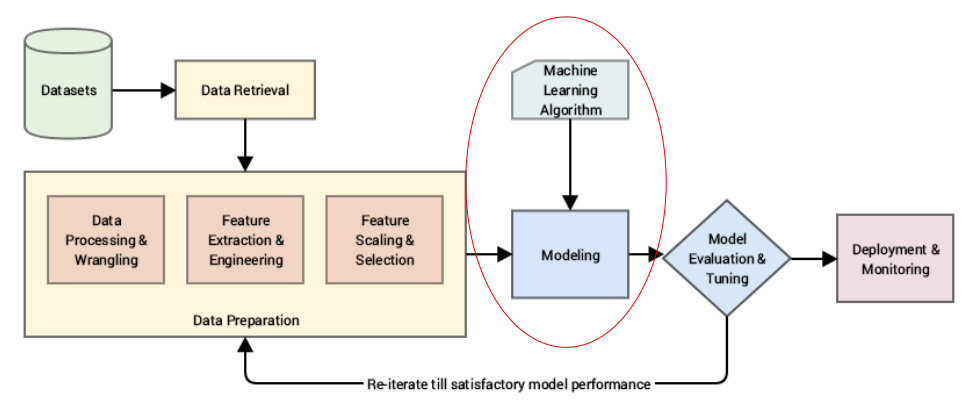 Datasets
Data Retrieval
Machine
Learning
Algorithm
Data
Processing &
Wrangling
Feature
Extraction &
Engineering
Feature
Scaling &
Selection
Data Preparation
Modeling
Model
Evaluation &
Tuning
Deployment &
Monitoring
Re-iterate till satisfactory model performance